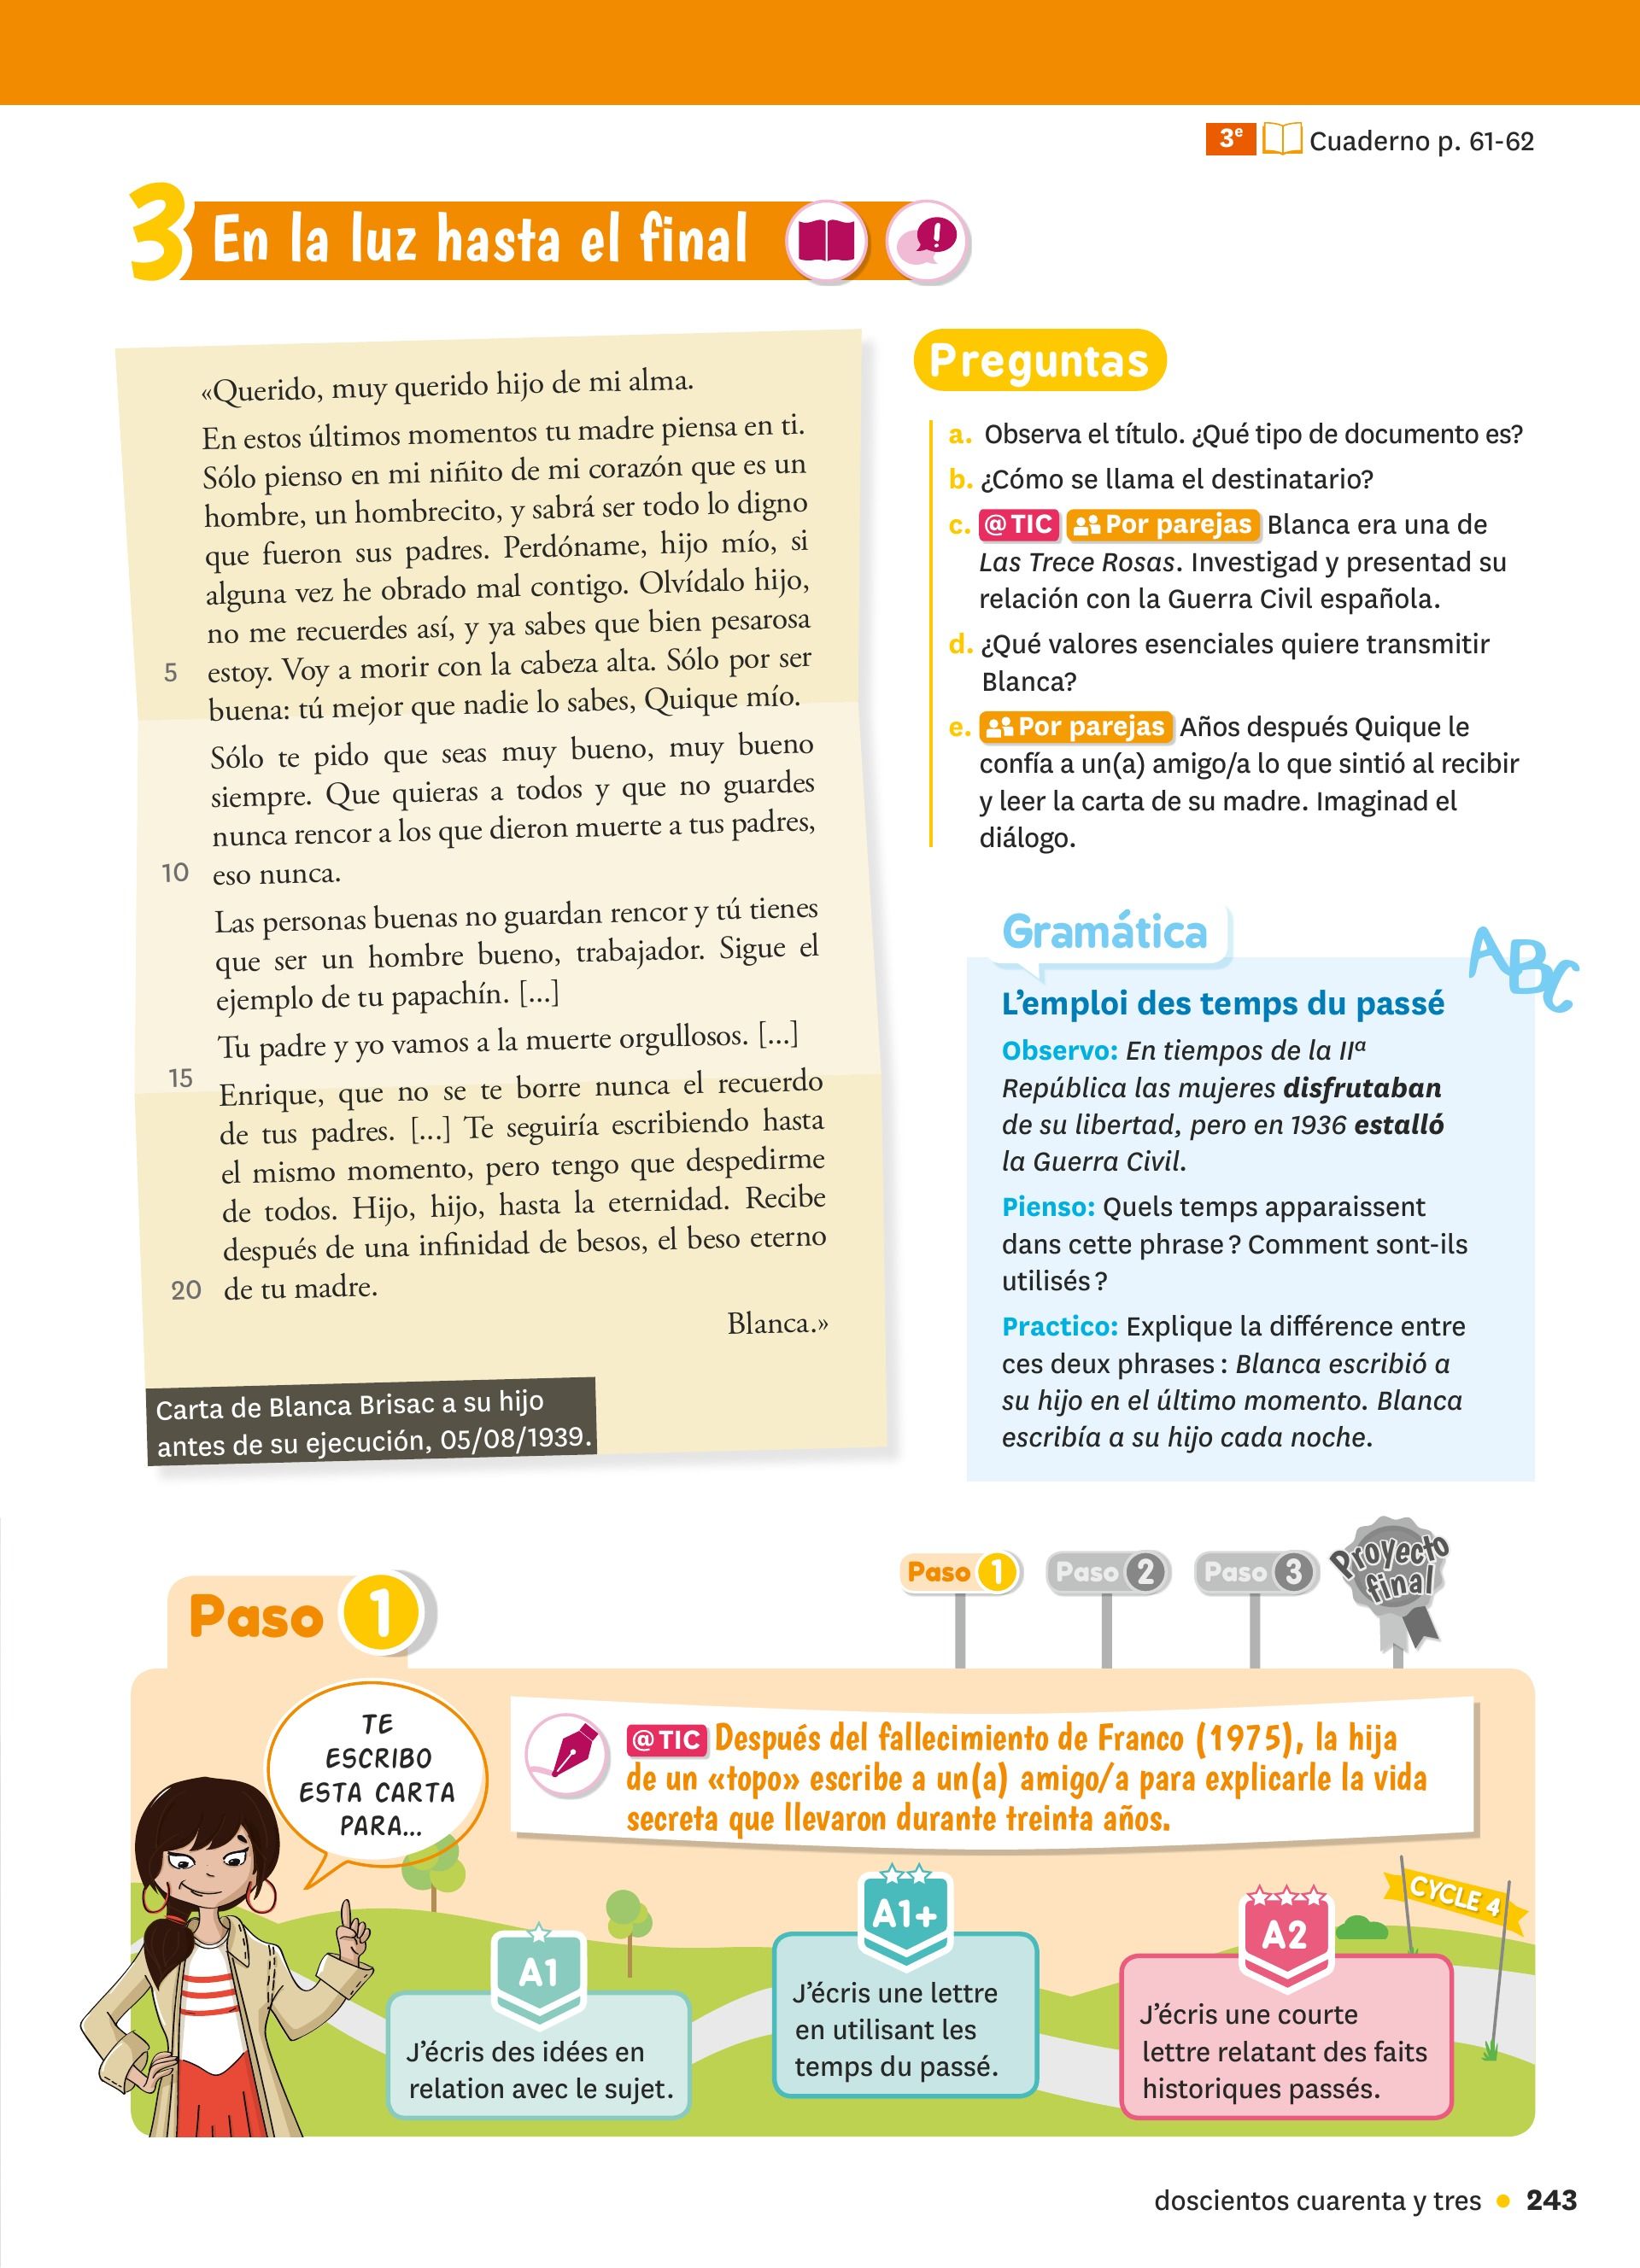 3e Cuaderno p. 61-62
3 En la luz hasta el final
«Querido, muy querido hijo de mi alma.
En estos últimos momentos tu madre piensa en ti.
Sólo pienso en mi niñito de mi corazón que es un
hombre, un hombrecito, y sabrá ser todo lo digno
que fueron sus padres. Perdóname, hijo mío, si
alguna vez he obrado mal contigo. Olvídalo hijo,
no me recuerdes así, y ya sabes que bien pesarosa
5 estoy. Voy a morir con la cabeza alta. Sólo por ser
buena: tú mejor que nadie lo sabes, Quique mío.
Sólo te pido que seas muy bueno, muy bueno
siempre. Que quieras a todos y que no guardes
nunca rencor a los que dieron muerte a tus padres,
10 eso nunca.
Las personas buenas no guardan rencor y tú tienes
que ser un hombre bueno, trabajador. Sigue el
ejemplo de tu papachín. [...]
Tu padre y yo vamos a la muerte orgullosos. [...]
15
Enrique, que no se te borre nunca el recuerdo
de tus padres. [...] Te seguiría escribiendo hasta
el mismo momento, pero tengo que despedirme
de todos. Hijo, hijo, hasta la eternidad. Recibe
después de una infinidad de besos, el beso eterno
20 de tu madre.
Blanca.»
Carta de Blanca Brisac a su hijo
antes de su ejecución, 05/08/1939.
Preguntas
a. Observa el título. ¿Qué tipo de documento es?
b. ¿Cómo se llama el destinatario?
c. @TIC Por parejas Blanca era una de
Las Trece Rosas. Investigad y presentad su
relación con la Guerra Civil española.
d. ¿Qué valores esenciales quiere transmitir
Blanca?
e. Por parejas Años después Quique le
confía a un(a) amigo/a lo que sintió al recibir
y leer la carta de su madre. Imaginad el
diálogo.
Gramática
ABC
L'emploi des temps du passé
Observo: En tiempos de la IIª
República las mujeres disfrutaban
de su libertad, pero en 1936 estalló
la Guerra Civil.
Pienso: Quels temps apparaissent
dans cette phrase ? Comment sont-ils
utilisés ?
Practico: Explique la différence entre
ces deux phrases : Blanca escribió a
su hijo en el último momento. Blanca
escribía a su hijo cada noche.
Paso 1 Paso 2 Paso 3 Proyecto
final
Paso 1
TE
ESCRIBO
ESTA CARTA
PARA...
@TIC Después del fallecimiento de Franco (1975), la hija
de un «topo» escribe a un(a) amigo/a para explicarle la vida
secreta que llevaron durante treinta años.
A1
J'écris des idées en
relation avec le sujet.
A1+
J'écris une lettre
en utilisant les
temps du passé.
A2
J'écris une courte
lettre relatant des faits
historiques passés.
CYCLE 4
doscientos cuarenta y tres • 243